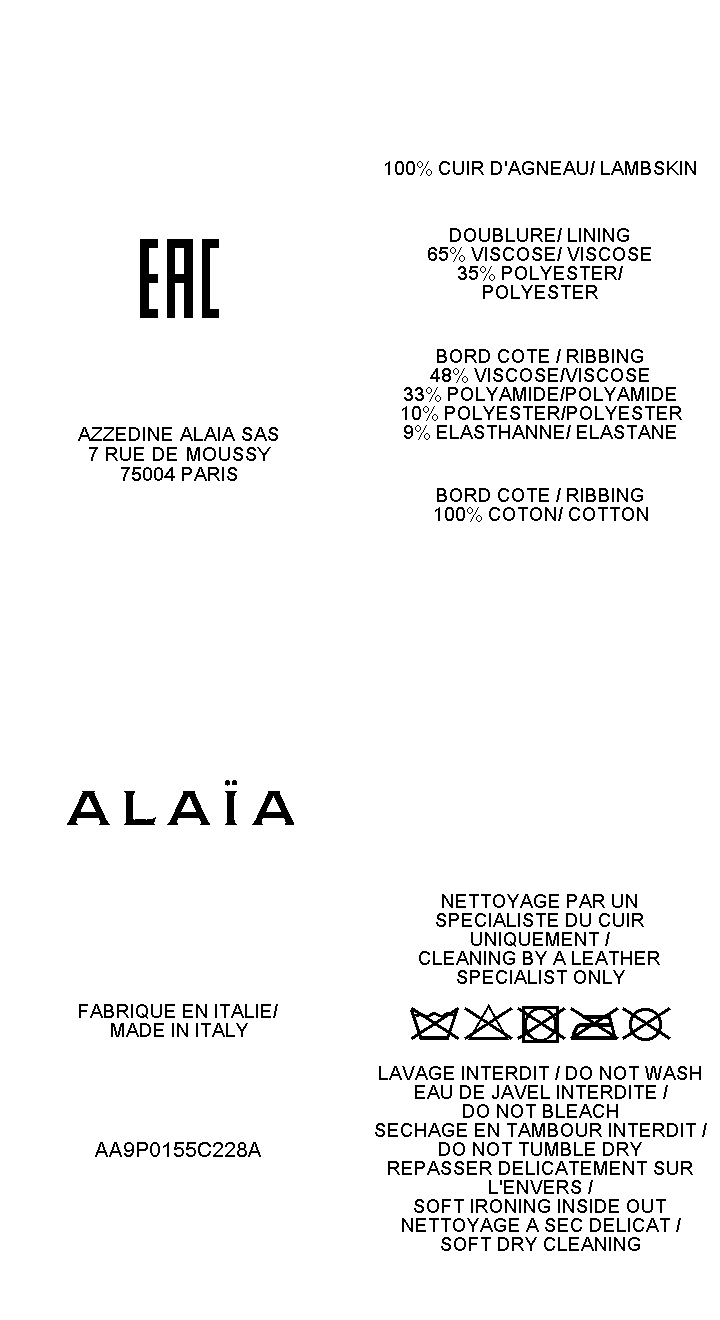 EAC
AZZEDINE ALAIA SAS
7 RUE DE MOUSSY
75004 PARIS
100% CUIR D'AGNEAU/ LAMBSKIN
DOUBLURE/ LINING
65% VISCOSE/ VISCOSE
35% POLYESTER/
POLYESTER
BORD COTE / RIBBING
48% VISCOSE/VISCOSE
33% POLYAMIDE/POLYAMIDE
10% POLYESTER/POLYESTER
9% ELASTHANNE/ ELASTANE
BORD COTE / RIBBING
100% COTON/ COTTON
ALAÏA
FABRIQUE EN ITALIE/
MADE IN ITALY
AA9P0155C228A
NETTOYAGE PAR UN
SPECIALISTE DU CUIR
UNIQUEMENT /
CLEANING BY A LEATHER
SPECIALIST ONLY
LAVAGE INTERDIT / DO NOT WASH
EAU DE JAVEL INTERDITE /
DO NOT BLEACH
SECHAGE EN TAMBOUR INTERDIT /
DO NOT TUMBLE DRY
REPASSER DELICATEMENT SUR
L'ENVERS /
SOFT IRONING INSIDE OUT
NETTOYAGE A SEC DELICAT /
SOFT DRY CLEANING